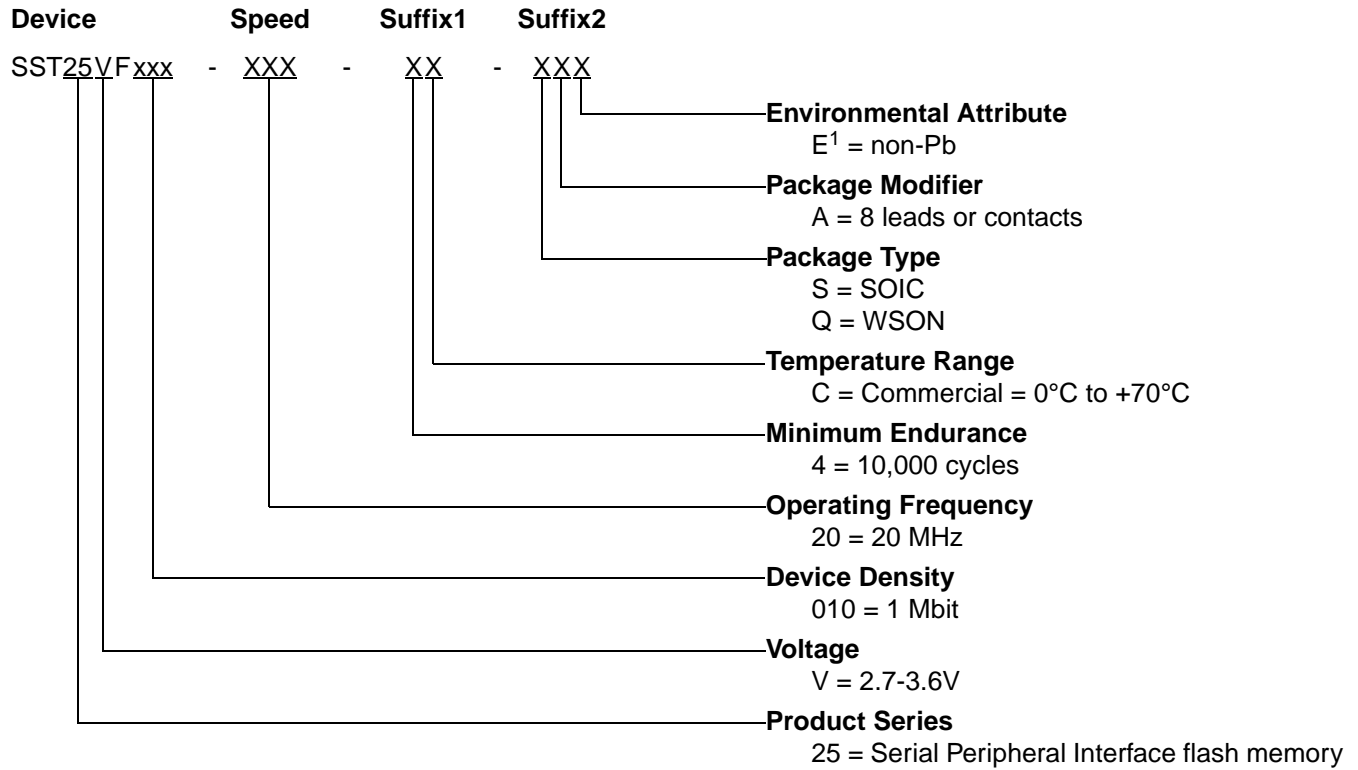 Device Speed Suffix1 Suffix2
SST25VFxxx - XXX - XX - XXX
Environmental Attribute
E1 = non-Pb
Package Modifier
A = 8 leads or contacts
Package Type
S = SOIC
Q = WSON
Temperature Range
C = Commercial = 0°C to +70°C
Minimum Endurance
4 = 10,000 cycles
Operating Frequency
20 = 20 MHz
Device Density
010 = 1 Mbit
Voltage
V = 2.7-3.6V
Product Series
25 = Serial Peripheral Interface flash memory